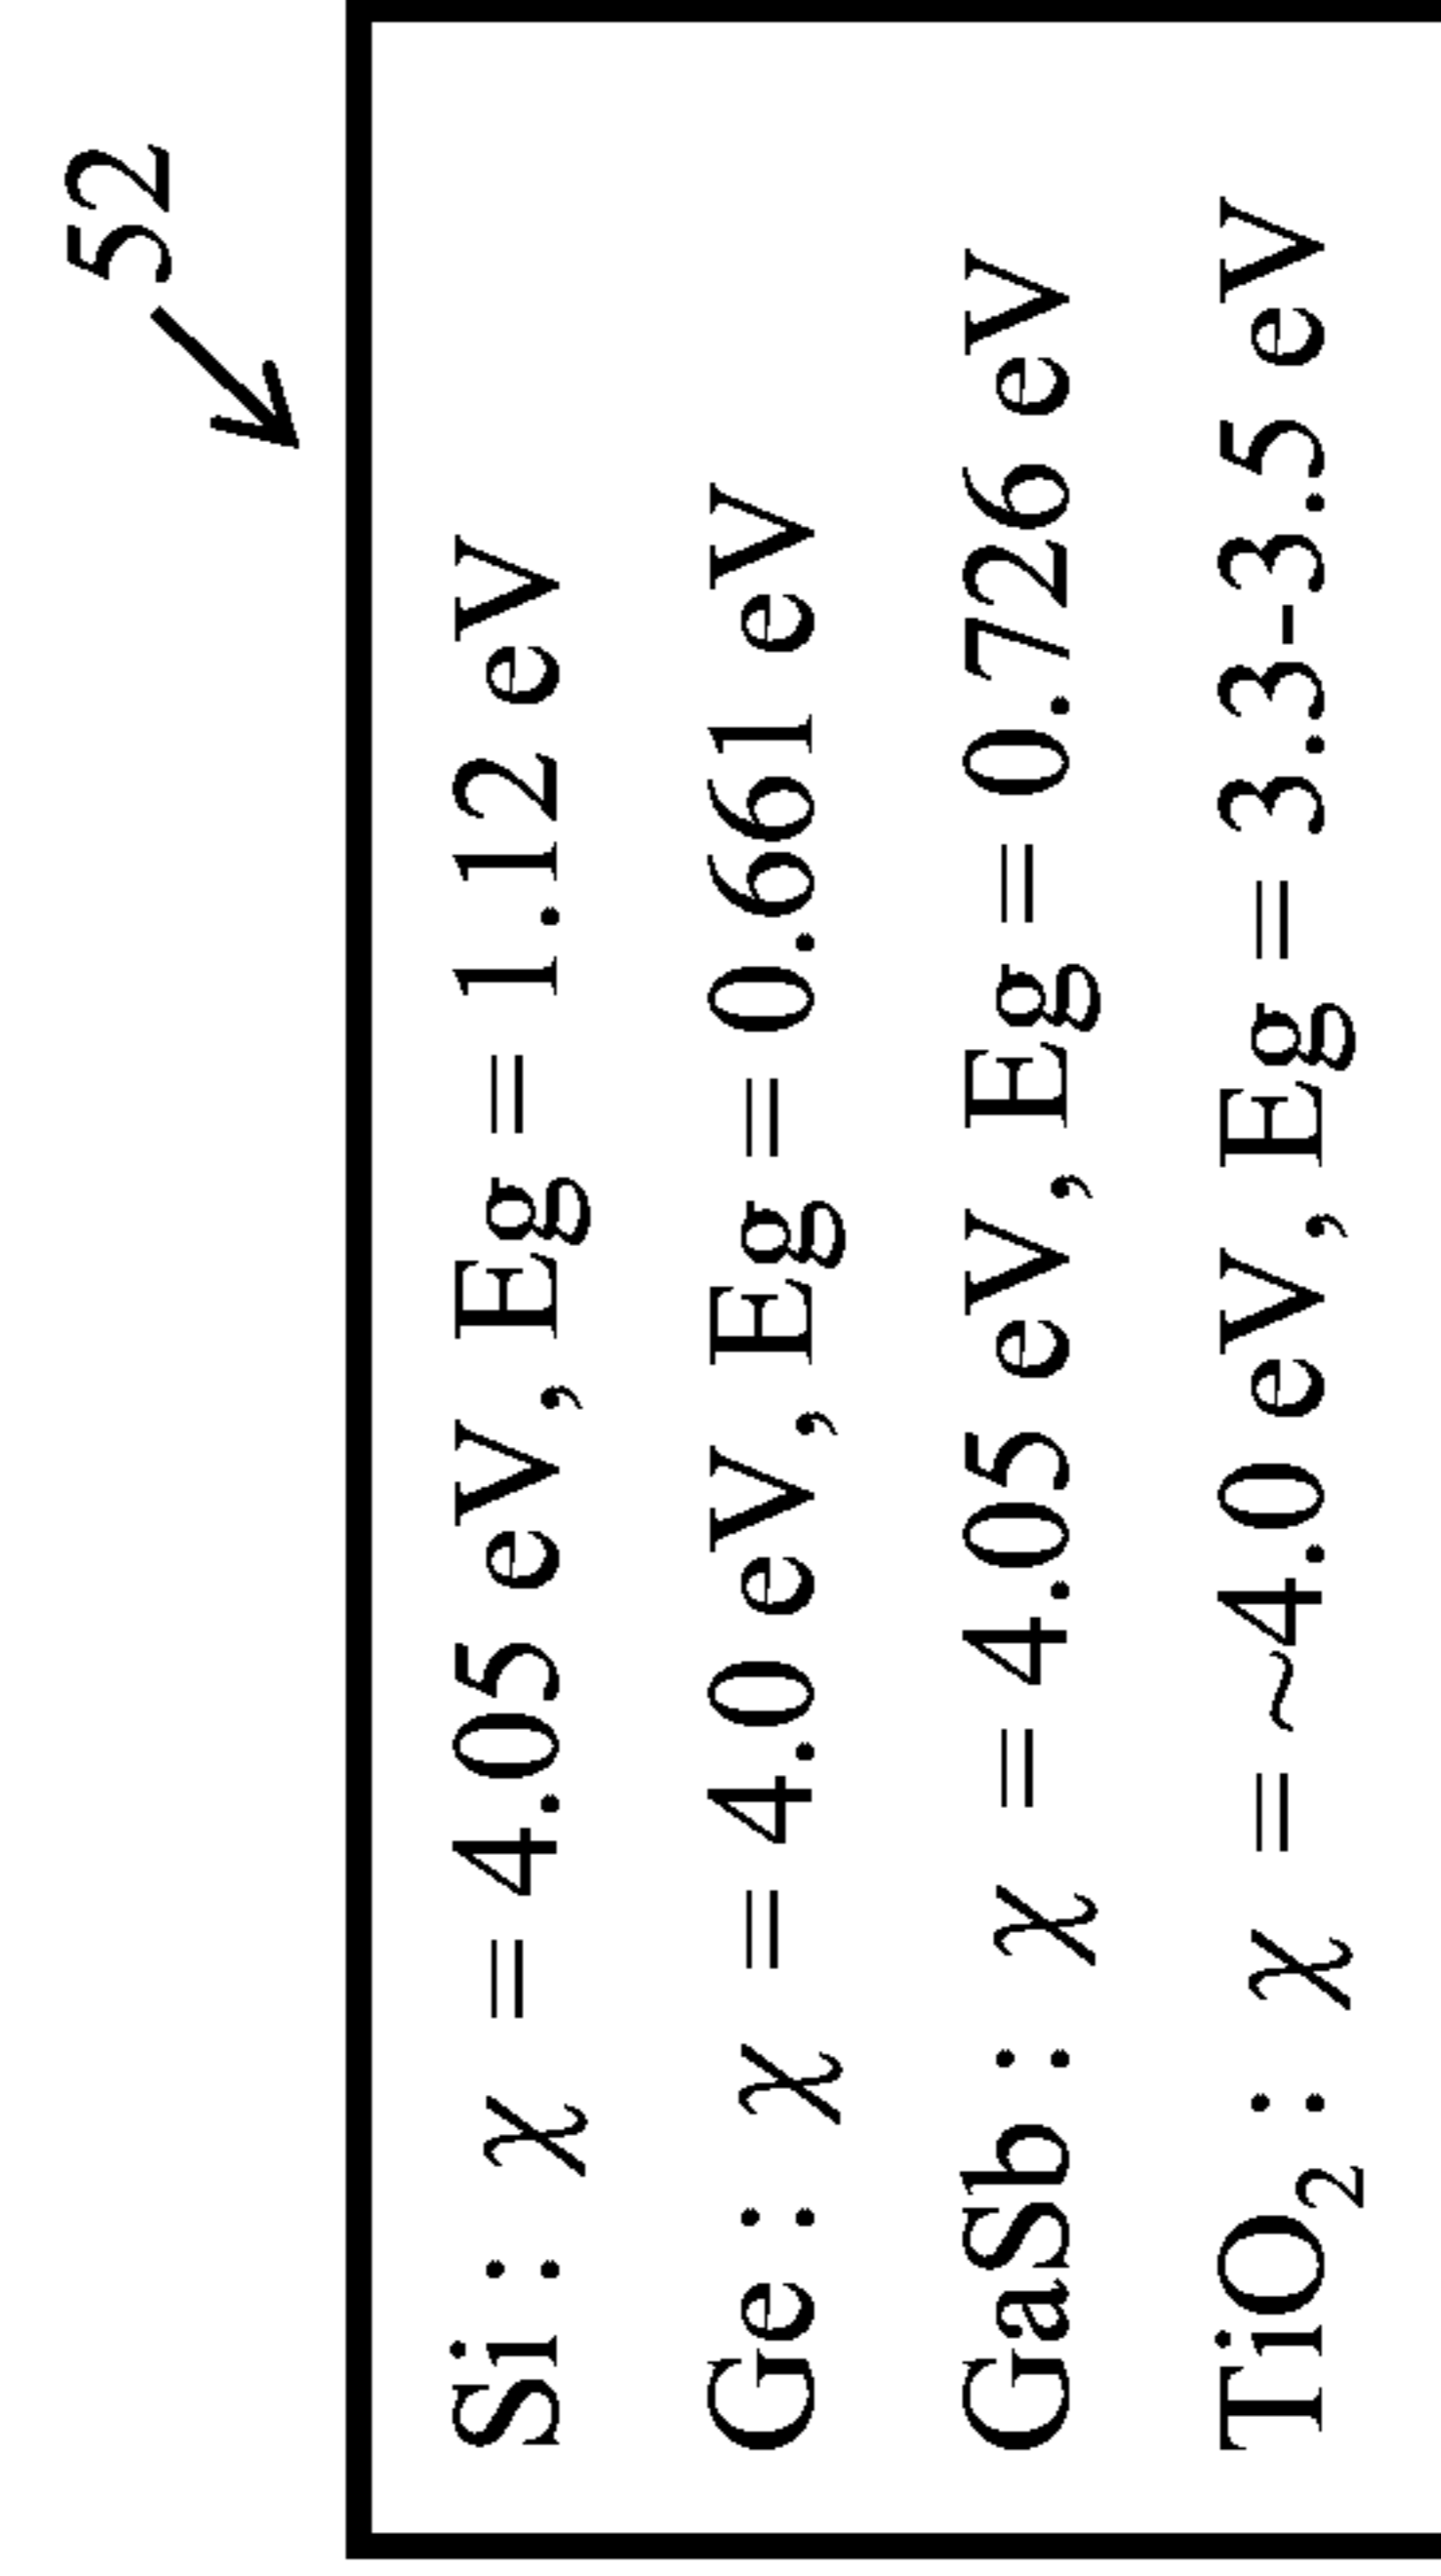 52
Si : χ = 4.05 eV, Eg = 1.12 eV
Ge : χ = 4.0 eV, Eg = 0.661 eV
GaSb : χ = 4.05 eV, Eg = 0.726 eV
TiO₂ : χ = ~4.0 eV, Eg = 3.3-3.5 eV